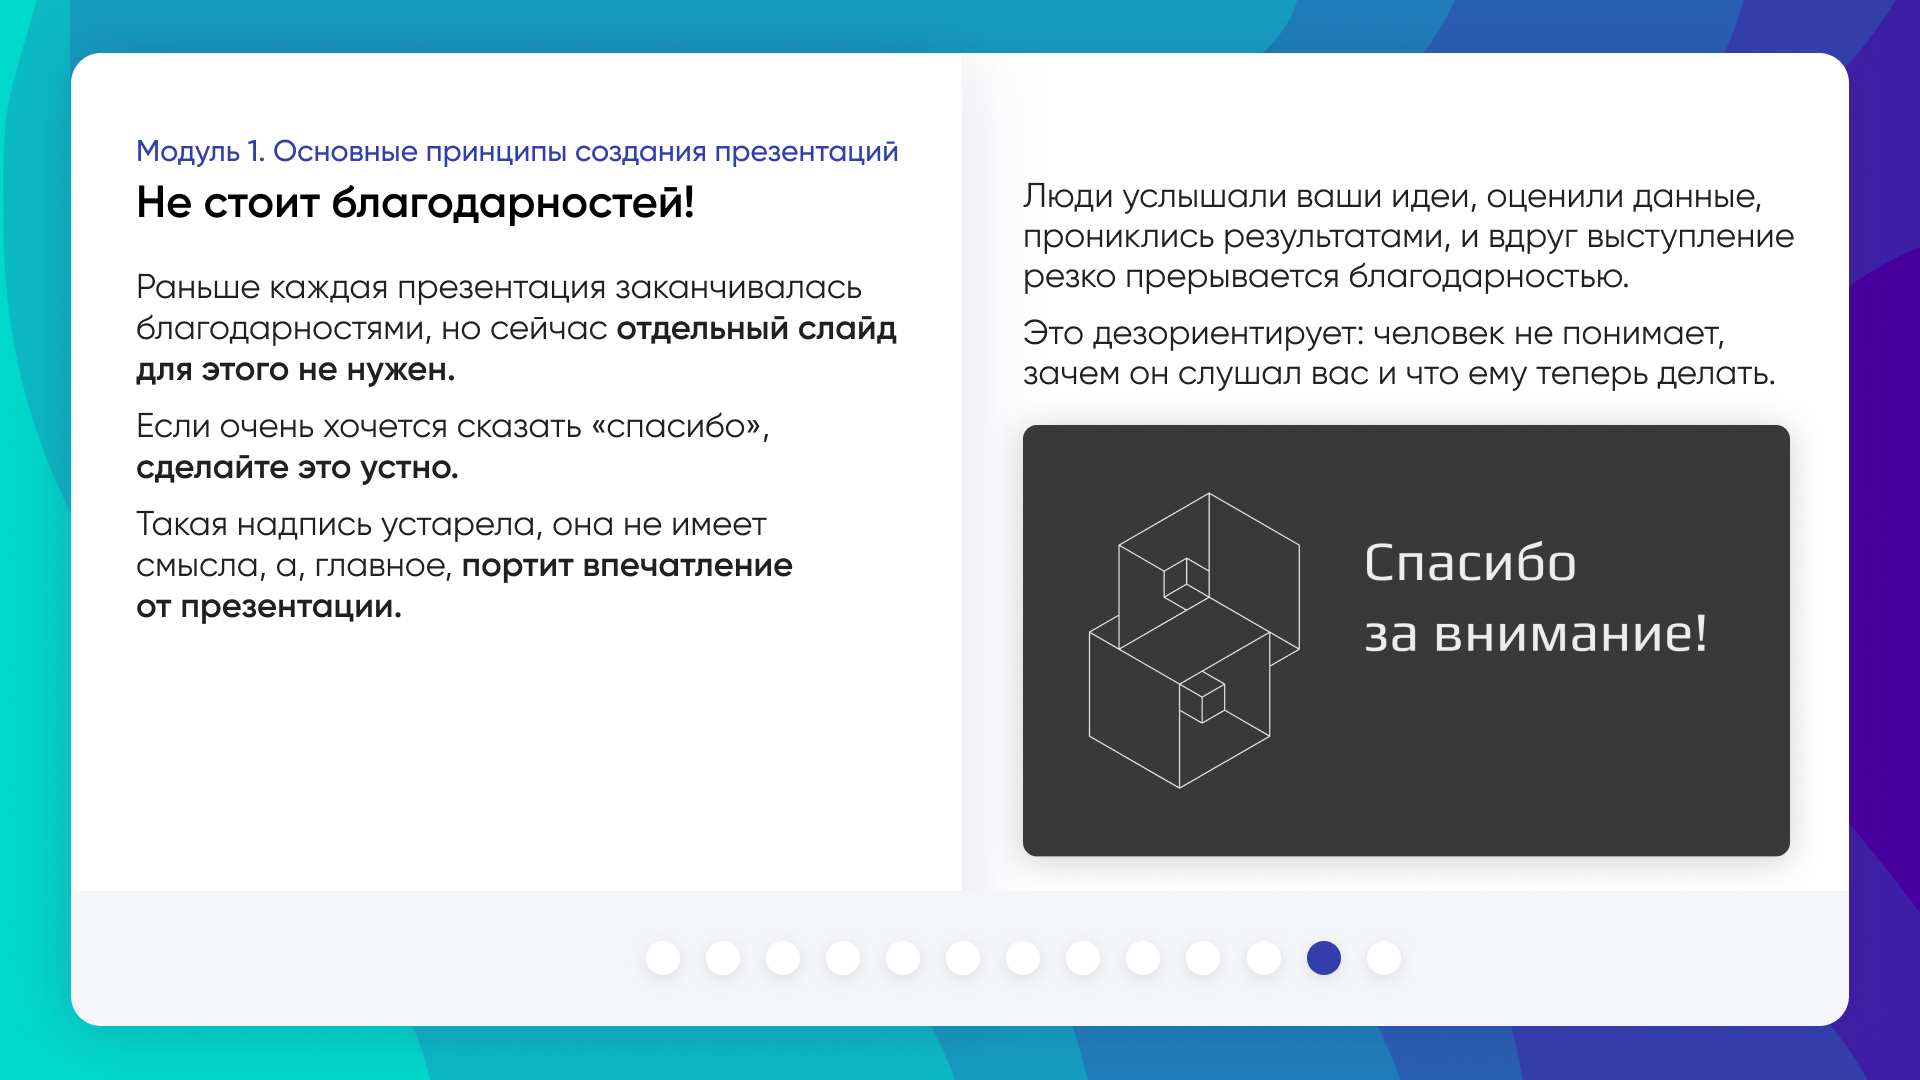 Модуль 1. Основные принципы создания презентаций
Не стоит благодарностей!
Раньше каждая презентация заканчивалась
благодарностями, но сейчас отдельный слайд
для этого не нужен.
Если очень хочется сказать «спасибо»,
сделайте это устно.
Такая надпись устарела, она не имеет
смысла, а, главное, портит впечатление
от презентации.
Люди услышали ваши идеи, оценили данные,
прониклись результатами, и вдруг выступление
резко прерывается благодарностью.
Это дезориентирует: человек не понимает,
зачем он слушал вас и что ему теперь делать.
Спасибо
за внимание!